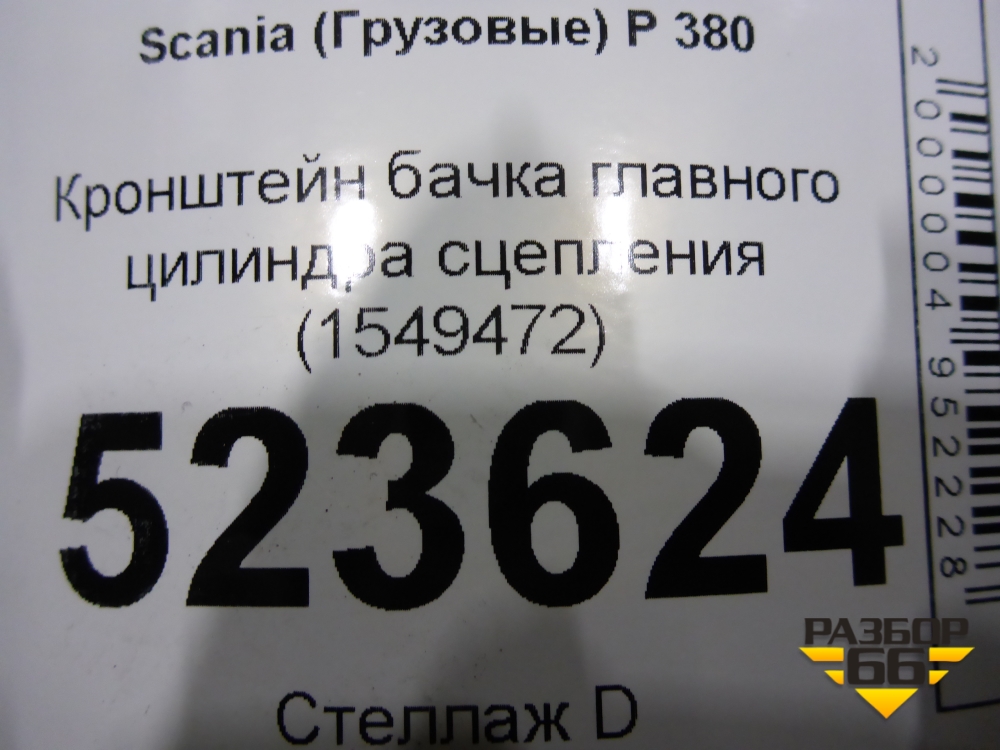 Scania (Грузовые) P 380
Кронштейн бачка главного
цилиндра сцепления
(1549472)
523624
Стеллаж D
2000004952228
РАЗБОР
66